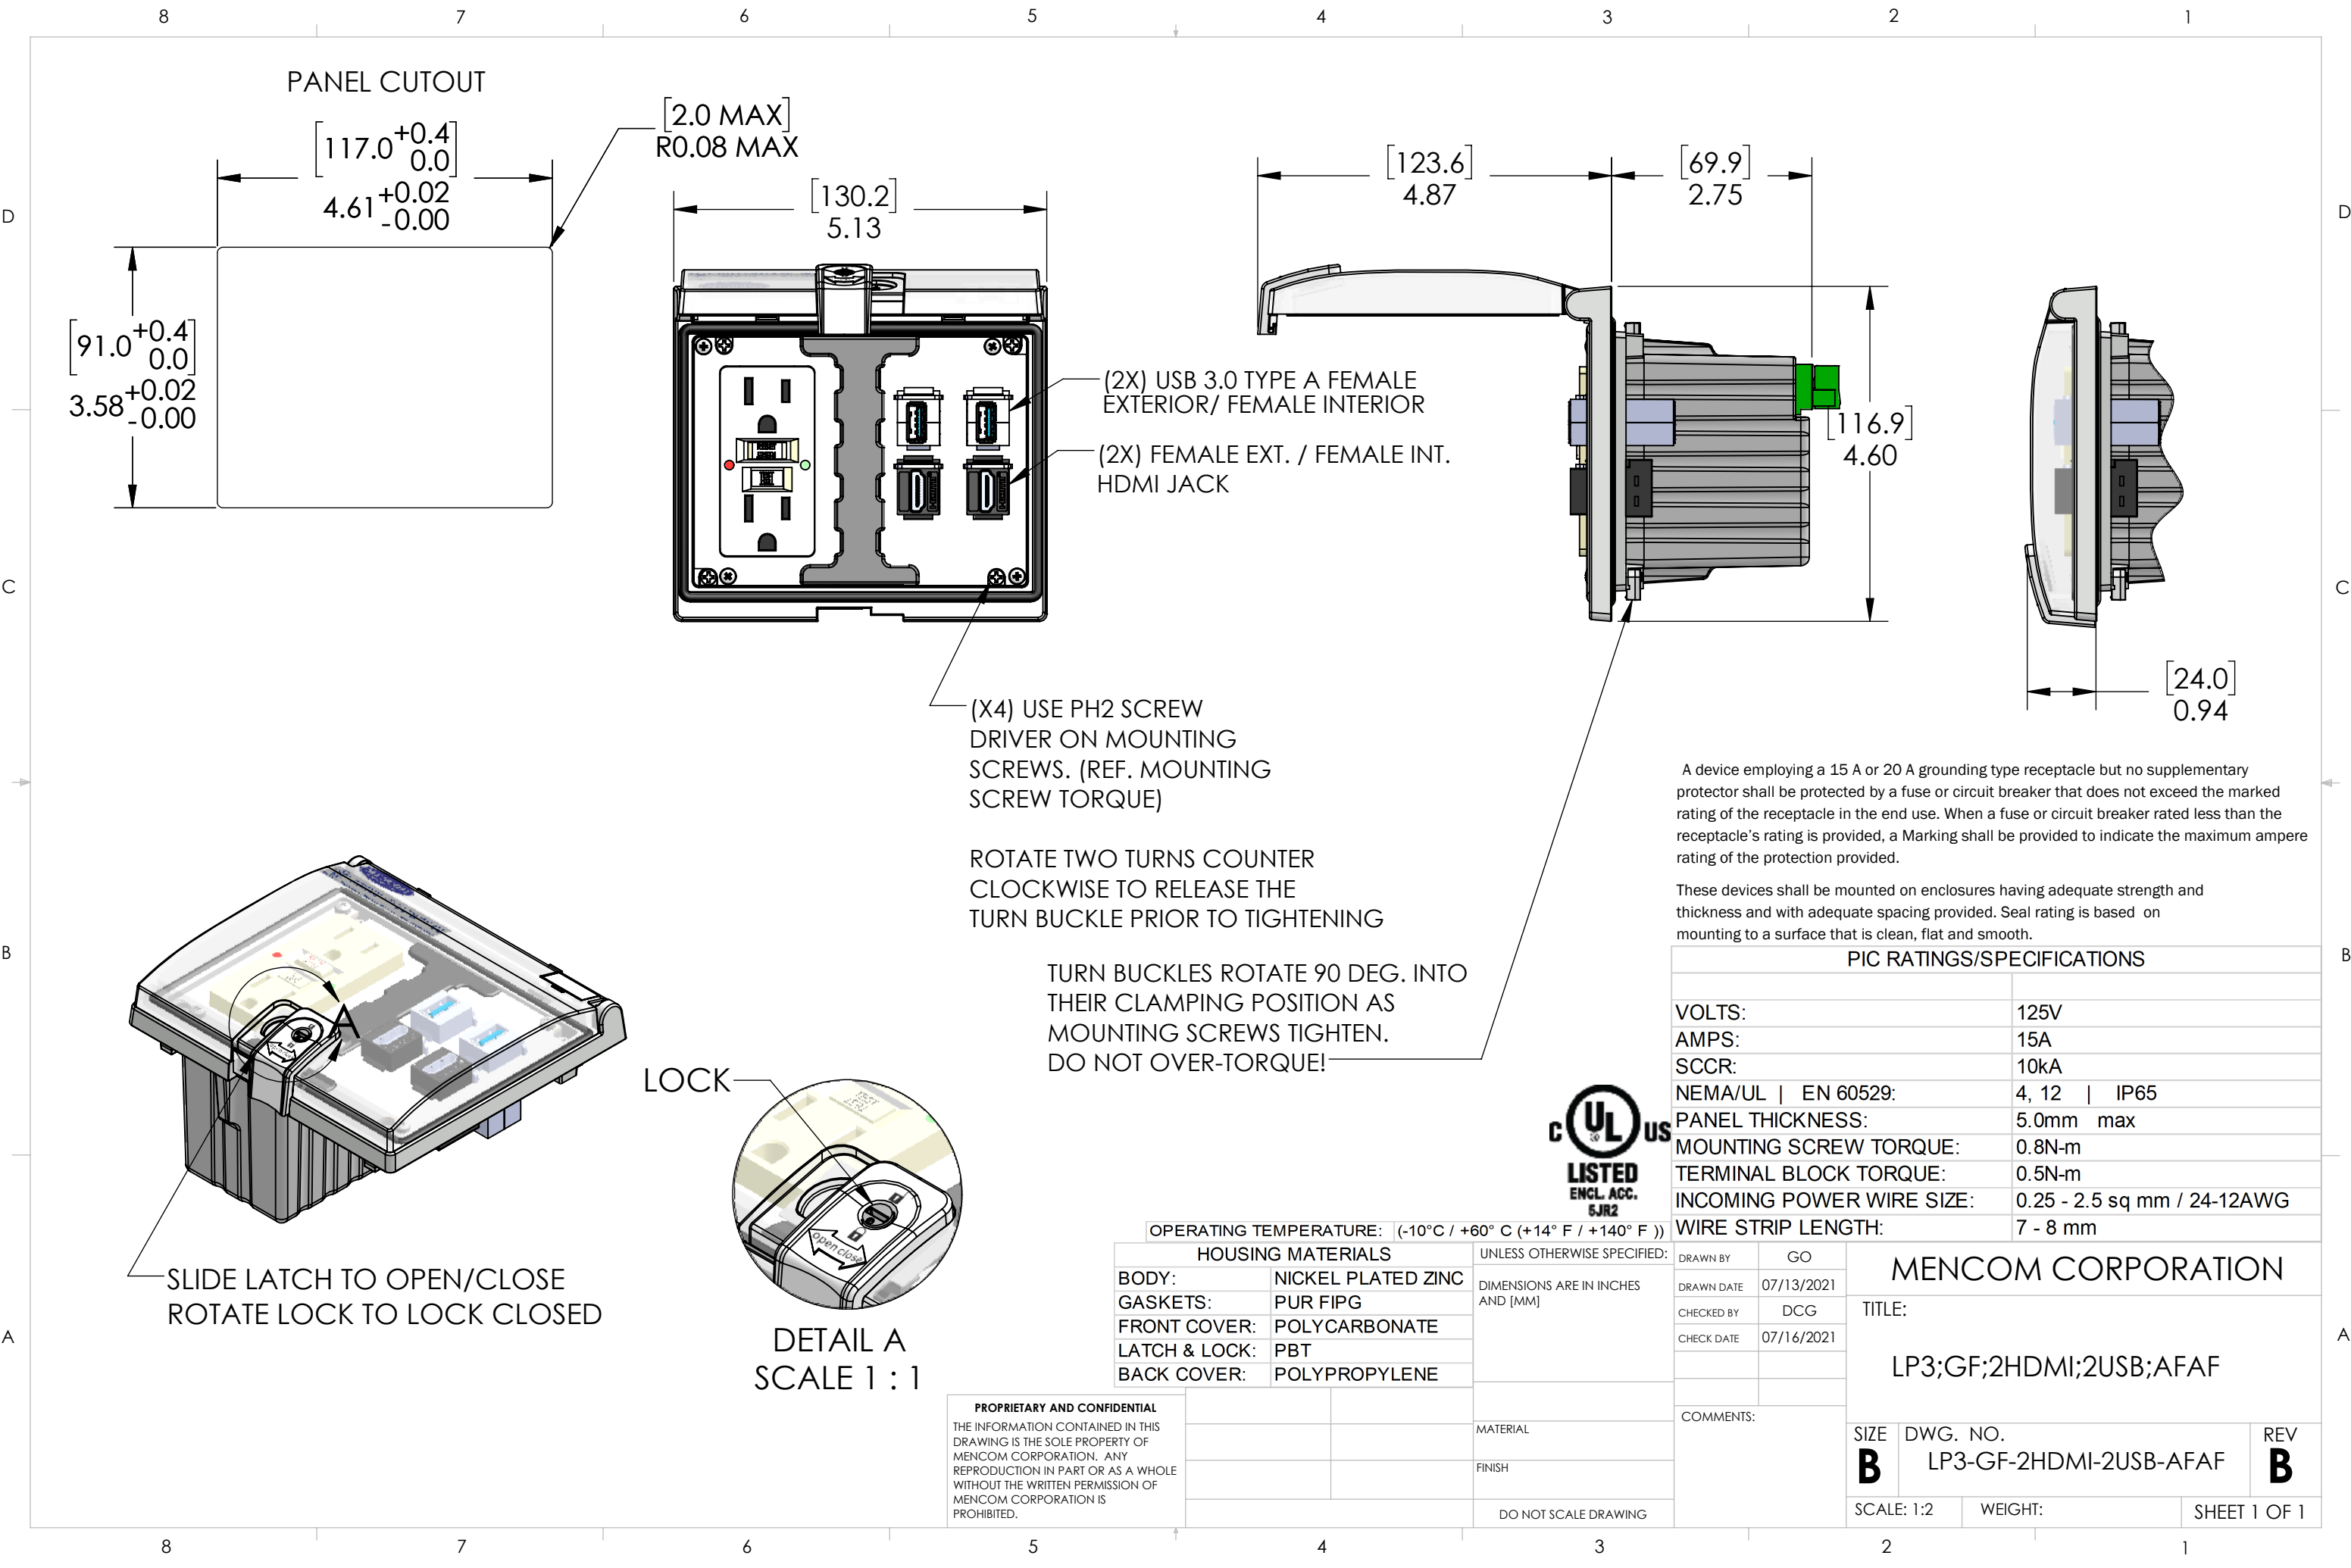 8 7 6 5 4 3 2 1
D
D
C
C
B
B
A
A
PANEL CUTOUT
[117.0 +0.4 0.0]
4.61 +0.02 -0.00
[2.0 MAX]
R0.08 MAX
[91.0 +0.4 0.0]
3.58 +0.02 -0.00
[130.2]
5.13
[123.6]
4.87
[69.9]
2.75
[116.9]
4.60
[24.0]
0.94
(2X) USB 3.0 TYPE A FEMALE
EXTERIOR/ FEMALE INTERIOR
(2X) FEMALE EXT. / FEMALE INT.
HDMI JACK
(X4) USE PH2 SCREW
DRIVER ON MOUNTING
SCREWS. (REF. MOUNTING
SCREW TORQUE)
ROTATE TWO TURNS COUNTER
CLOCKWISE TO RELEASE THE
TURN BUCKLE PRIOR TO TIGHTENING
TURN BUCKLES ROTATE 90 DEG. INTO
THEIR CLAMPING POSITION AS
MOUNTING SCREWS TIGHTEN.
DO NOT OVER-TORQUE!
A device employing a 15 A or 20 A grounding type receptacle but no supplementary
protector shall be protected by a fuse or circuit breaker that does not exceed the marked
rating of the receptacle in the end use. When a fuse or circuit breaker rated less than the
receptacle's rating is provided, a Marking shall be provided to indicate the maximum ampere
rating of the protection provided.
These devices shall be mounted on enclosures having adequate strength and
thickness and with adequate spacing provided. Seal rating is based on
mounting to a surface that is clean, flat and smooth.
PIC RATINGS/SPECIFICATIONS
VOLTS: 125V
AMPS: 15A
SCCR: 10kA
NEMA/UL | EN 60529: 4, 12 | IP65
PANEL THICKNESS: 5.0mm max
MOUNTING SCREW TORQUE: 0.8N-m
TERMINAL BLOCK TORQUE: 0.5N-m
INCOMING POWER WIRE SIZE: 0.25 - 2.5 sq mm / 24-12AWG
WIRE STRIP LENGTH: 7 - 8 mm
C UL US
LISTED
ENCL. ACC.
5JR2
A
SLIDE LATCH TO OPEN/CLOSE
ROTATE LOCK TO LOCK CLOSED
LOCK
open close
DETAIL A
SCALE 1 : 1
OPERATING TEMPERATURE: (-10°C / +60° C (+14° F / +140° F ))
HOUSING MATERIALS
BODY: NICKEL PLATED ZINC
GASKETS: PUR FIPG
FRONT COVER: POLYCARBONATE
LATCH & LOCK: PBT
BACK COVER: POLYPROPYLENE
UNLESS OTHERWISE SPECIFIED:
DIMENSIONS ARE IN INCHES
AND [MM]
MATERIAL
FINISH
DO NOT SCALE DRAWING
DRAWN BY GO
DRAWN DATE 07/13/2021
CHECKED BY DCG
CHECK DATE 07/16/2021
COMMENTS:
MENCOM CORPORATION
TITLE:
LP3;GF;2HDMI;2USB;AFAF
SIZE B
DWG. NO. LP3-GF-2HDMI-2USB-AFAF
REV B
SCALE: 1:2 WEIGHT: SHEET 1 OF 1
PROPRIETARY AND CONFIDENTIAL
THE INFORMATION CONTAINED IN THIS
DRAWING IS THE SOLE PROPERTY OF
MENCOM CORPORATION. ANY
REPRODUCTION IN PART OR AS A WHOLE
WITHOUT THE WRITTEN PERMISSION OF
MENCOM CORPORATION IS
PROHIBITED.
8 7 6 5 4 3 2 1